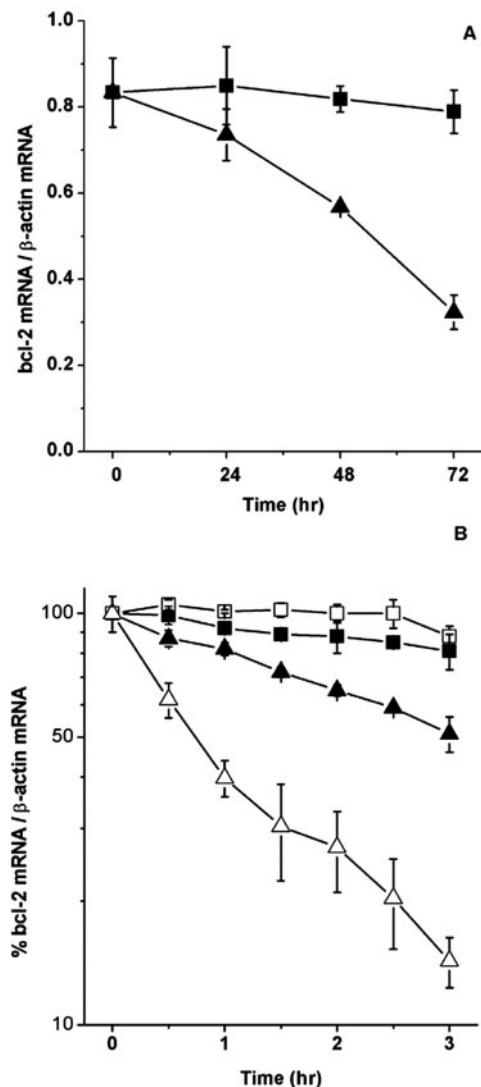 A
1.0
0.8
0.6
0.4
0.2
0.0
bcl-2 mRNA / β-actin mRNA
0 24 48 72
Time (hr)
B
100
50
10
% bcl-2 mRNA / β-actin mRNA
0 1 2 3
Time (hr)